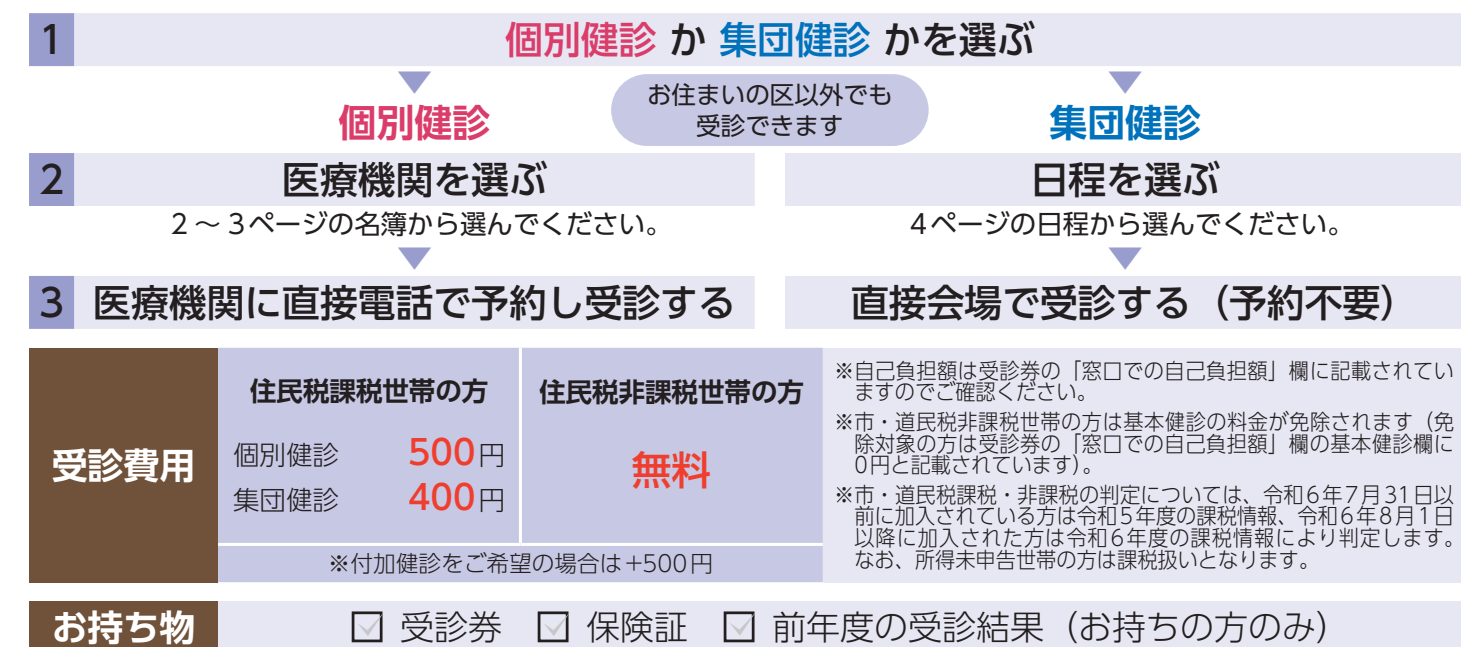 1
個別健診 か 集団健診 かを選ぶ
個別健診
お住まいの区以外でも
受診できます
集団健診
2
医療機関を選ぶ
2～3ページの名簿から選んでください。
日程を選ぶ
4ページの日程から選んでください。
3
医療機関に直接電話で予約し受診する
直接会場で受診する（予約不要）
受診費用
住民税課税世帯の方
個別健診 500円
集団健診 400円
住民税非課税世帯の方
無料
※付加健診をご希望の場合は+500円
※自己負担額は受診券の「窓口での自己負担額」欄に記載されてい
ますのでご確認ください。
※市・道民税非課税世帯の方は基本健診の料金が免除されます（免
除対象の方は受診券の「窓口での自己負担額」欄の基本健診欄に
0円と記載されています）。
※市・道民税課税・非課税の判定については、令和6年7月31日以
前に加入されている方は令和5年度の課税情報、令和6年8月1日
以降に加入された方は令和6年度の課税情報により判定します。
なお、所得未申告世帯の方は課税扱いとなります。
お持ち物
☑ 受診券 ☑ 保険証 ☑ 前年度の受診結果（お持ちの方のみ）